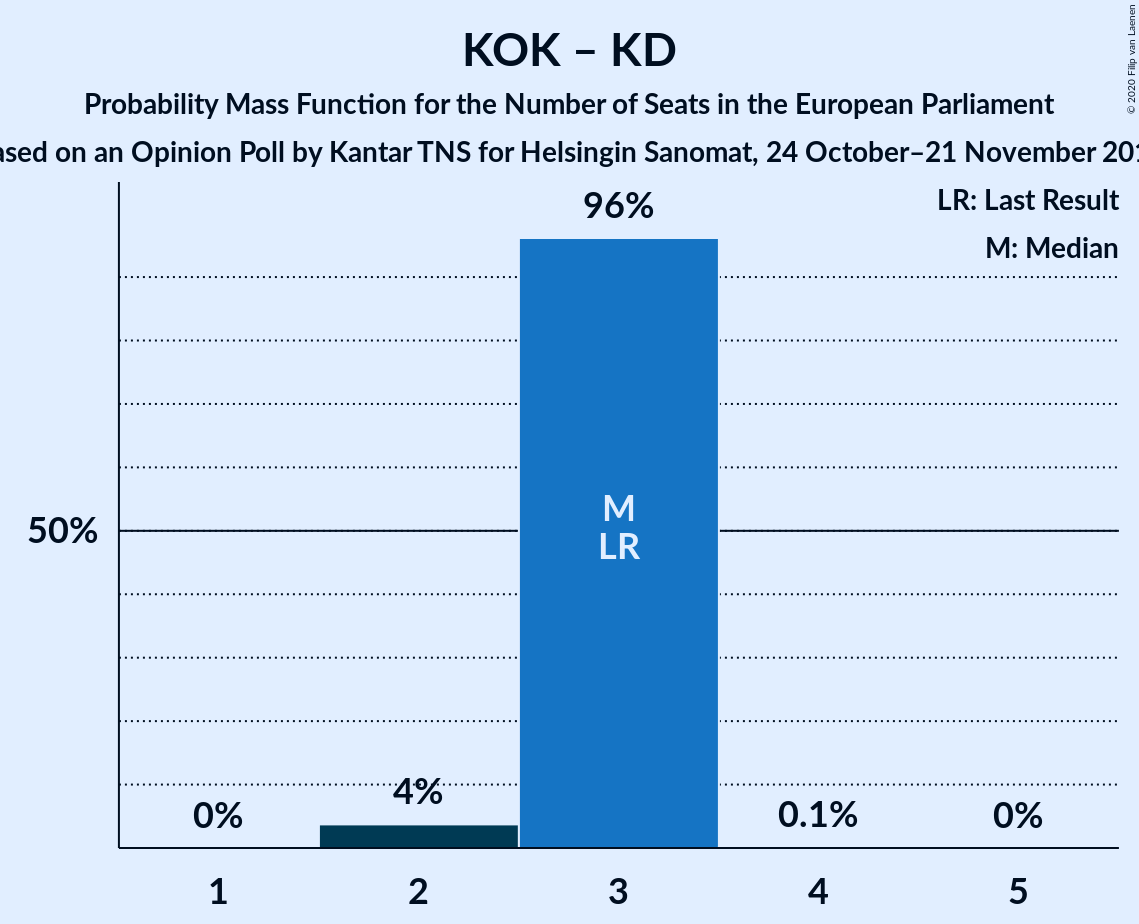 KOK – KD
Probability Mass Function for the Number of Seats in the European Parliament
ased on an Opinion Poll by Kantar TNS for Helsingin Sanomat, 24 October–21 November 201
© 2020 Filip van Laenen
LR: Last Result
M: Median
96%
50%
M
LR
0%
4%
0.1%
0%
1 2 3 4 5